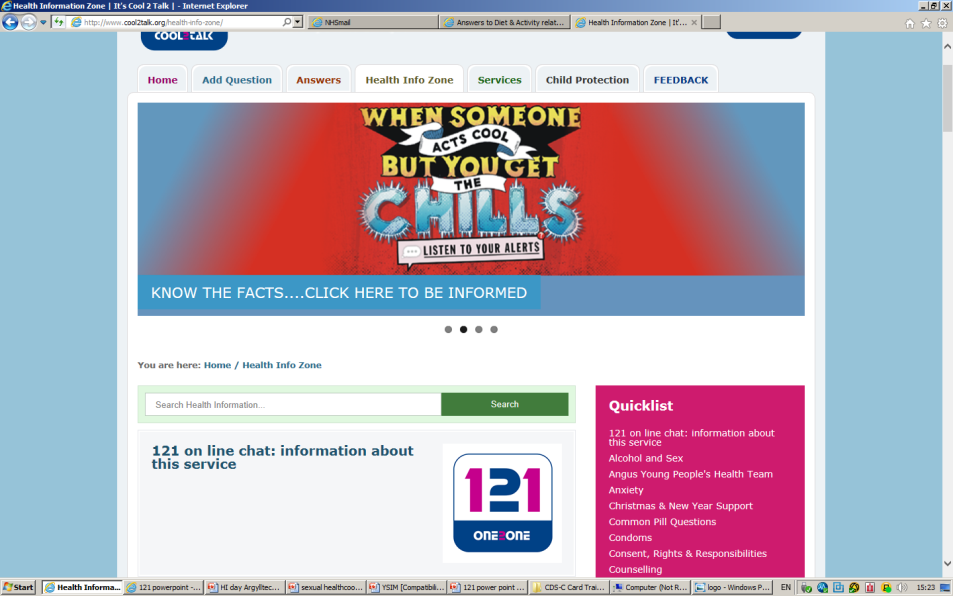 Health Information Zone | It's Cool 2 Talk | - Internet Explorer
http://www.cool2talk.org/health-info-zone/
NHSmail
Answers to Diet & Activity relat...
Health Information Zone | It'...
COOL2TALK
Home
Add Question
Answers
Health Info Zone
Services
Child Protection
FEEDBACK
WHEN SOMEONE
ACTS COOL
BUT YOU GET
THE
CHILLS
LISTEN TO YOUR ALERTS
KNOW THE FACTS....CLICK HERE TO BE INFORMED
You are here: Home / Health Info Zone
Search Health Information...
Search
121 on line chat: information about
this service
121
ONE2ONE
Quicklist
121 on line chat: information about
this service
Alcohol and Sex
Angus Young People's Health Team
Anxiety
Christmas & New Year Support
Common Pill Questions
Condoms
Consent, Rights & Responsibilities
Counselling
Start
Health Informa...
121 powerpoint -...
HI day Argylltec...
sexual healthcoo...
YSIM [Compatibil...
121 power point ...
CDS-C Card Trai...
Computer (Not R...
logo - Windows P...
EN
15:23